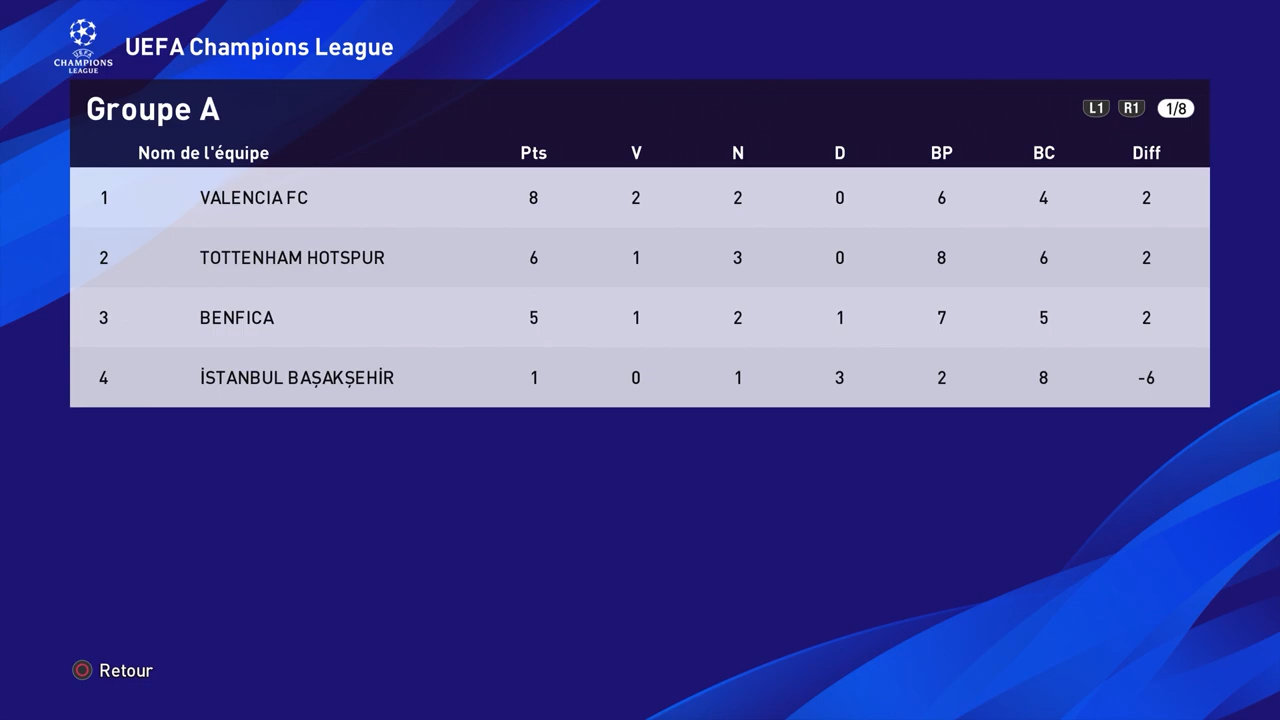 UEFA Champions League
UEFA
CHAMPIONS
LEAGUE
Groupe A L1 R1 1/8
Nom de l'équipe Pts V N D BP BC Diff
1 VALENCIA FC 8 2 2 0 6 4 2
2 TOTTENHAM HOTSPUR 6 1 3 0 8 6 2
3 BENFICA 5 1 2 1 7 5 2
4 İSTANBUL BAŞAKŞEHİR 1 0 1 3 2 8 -6
Retour